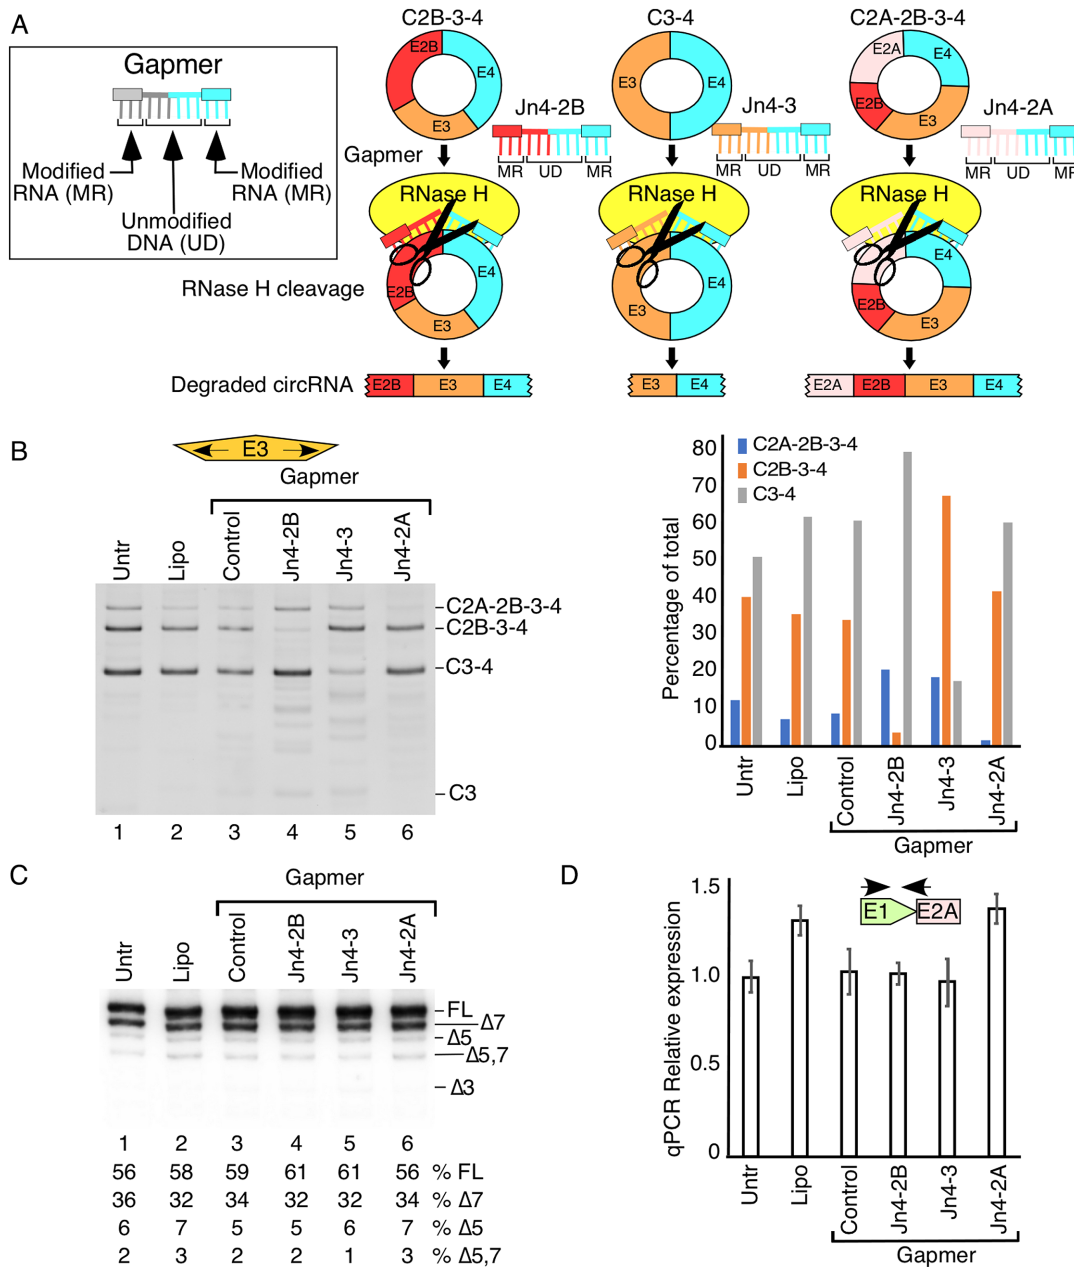 A
Gapmer
Modified
RNA (MR)
Modified
RNA (MR)
Unmodified
DNA (UD)
C2B-3-4
C3-4
C2A-2B-3-4
E2B
E4
E3
E3
E4
E2A
E4
E2B
E3
Jn4-2B
Jn4-3
Jn4-2A
Gapmer
MR UD MR
MR UD MR
MR UD MR
RNase H
RNase H
RNase H
RNase H cleavage
E2B
E4
E3
E3
E4
E4
E2B
E3
Degraded circRNA
E2B E3 E4
E3 E4
E2A E2B E3 E4
B
E3
Gapmer
Untr
Lipo
Control
Jn4-2B
Jn4-3
Jn4-2A
C2A-2B-3-4
C2B-3-4
C3-4
C3
1 2 3 4 5 6
Percentage of total
80
70
60
50
40
30
20
10
0
C2A-2B-3-4
C2B-3-4
C3-4
Untr
Lipo
Control
Jn4-2B
Jn4-3
Jn4-2A
Gapmer
C
Gapmer
Untr
Lipo
Control
Jn4-2B
Jn4-3
Jn4-2A
FL
Δ7
Δ5
Δ5,7
Δ3
1 2 3 4 5 6
56 58 59 61 61 56 % FL
36 32 34 32 32 34 % Δ7
6 7 5 5 6 7 % Δ5
2 3 2 2 1 3 % Δ5,7
D
qPCR Relative expression
1.5
1.0
0.5
0
E1
E2A
Untr
Lipo
Control
Jn4-2B
Jn4-3
Jn4-2A
Gapmer